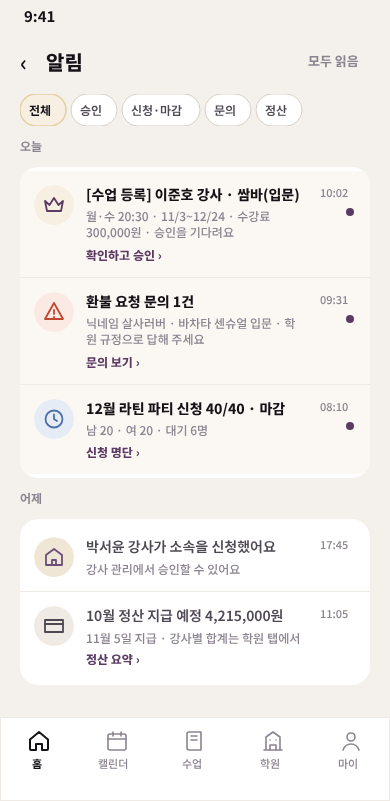 9:41
‹ 알림 모두 읽음
전체 승인 신청·마감 문의 정산
오늘
[수업 등록] 이준호 강사 · 쌈바(입문) 10:02
월·수 20:30 · 11/3~12/24 · 수강료
300,000원 · 승인을 기다려요
확인하고 승인 ›
환불 요청 문의 1건 09:31
닉네임 살사러버 · 바차타 센슈얼 입문 · 학
원 규정으로 답해 주세요
문의 보기 ›
12월 라틴 파티 신청 40/40 · 마감 08:10
남 20 · 여 20 · 대기 6명
신청 명단 ›
어제
박서윤 강사가 소속을 신청했어요 17:45
강사 관리에서 승인할 수 있어요
10월 정산 지급 예정 4,215,000원 11:05
11월 5일 지급 · 강사별 합계는 학원 탭에서
정산 요약 ›
홈 캘린더 수업 학원 마이